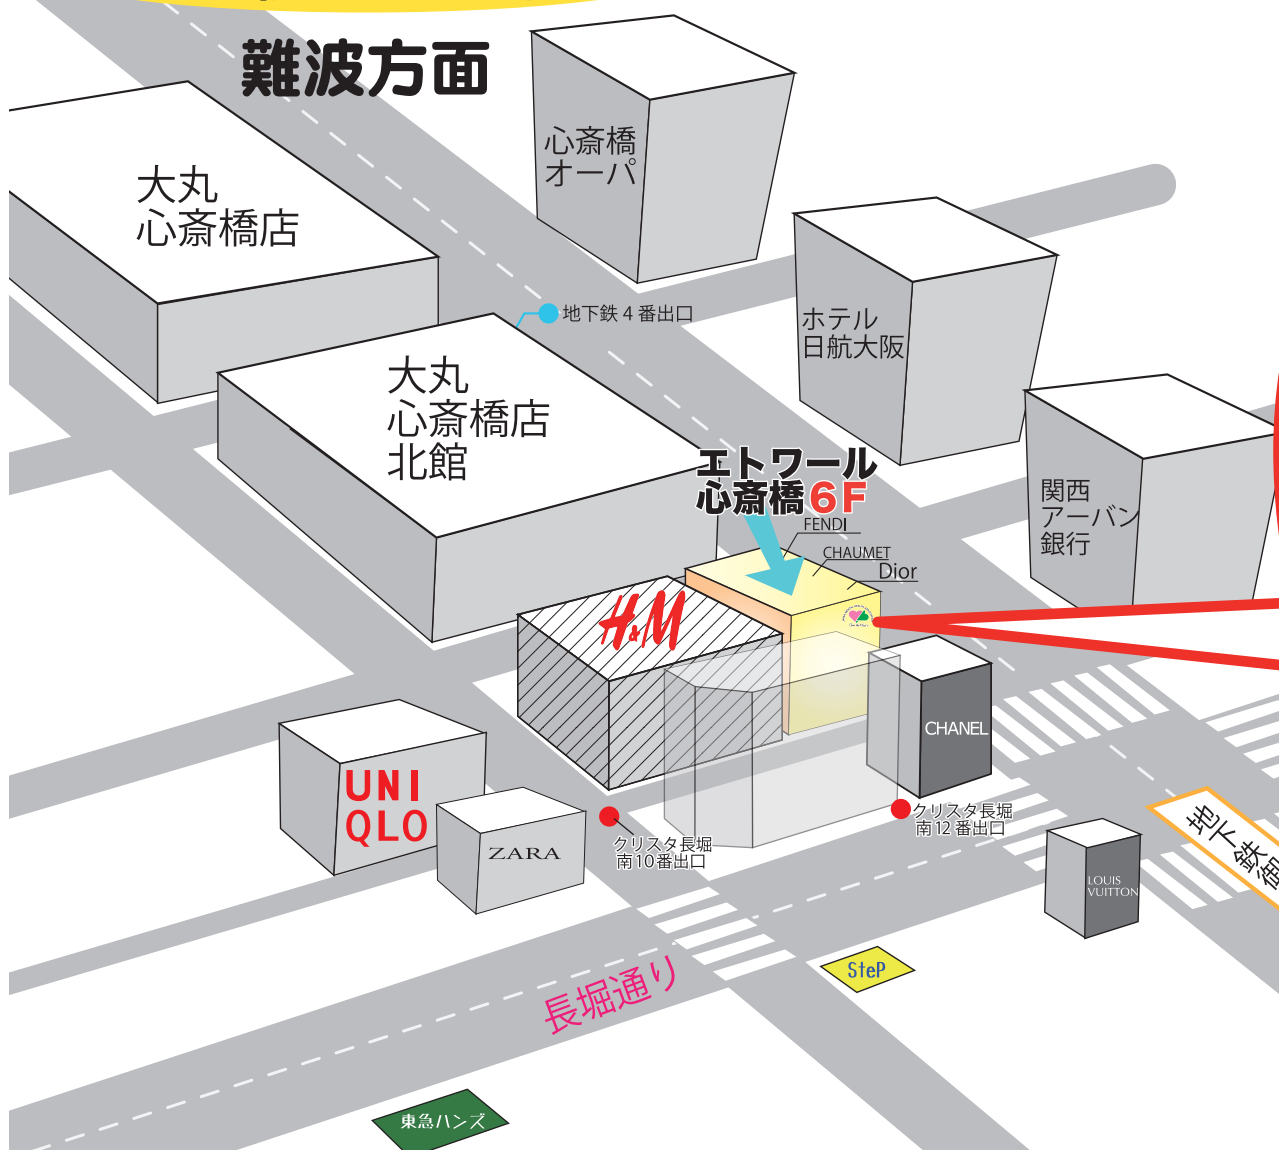 難波方面
心斎橋
オーパ
大丸
心斎橋店
地下鉄4番出口
ホテル
日航大阪
大丸
心斎橋店
北館
エトワール
心斎橋6F
関西
アーバン
銀行
FENDI
CHAUMET
Dior
H&M
CHANEL
UNI
QLO
ZARA
クリスタ長堀
南10番出口
クリスタ長堀
南12番出口
地下鉄御
LOUIS
VUITTON
SteP
長堀通り
東急ハンズ